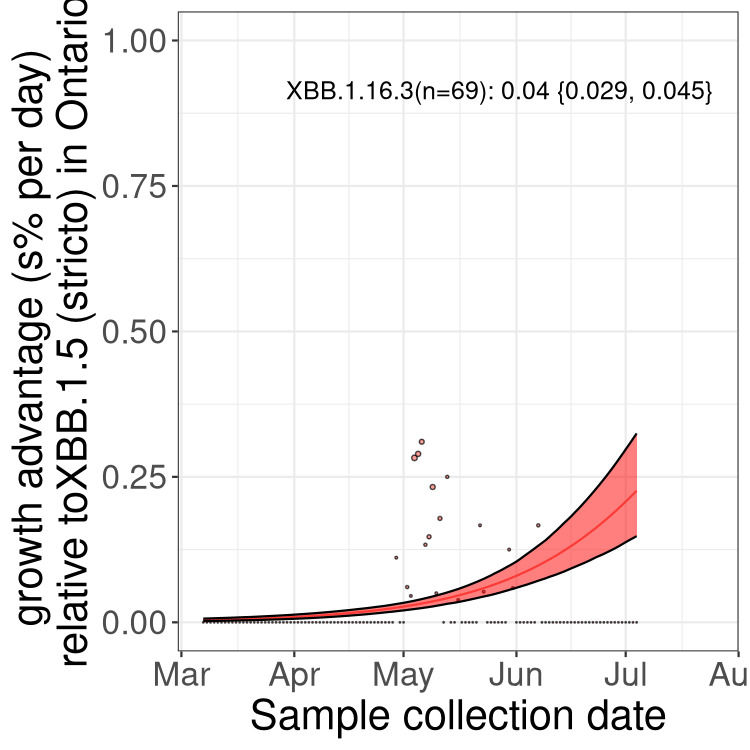 growth advantage (s% per day)
relative toXBB.1.5 (stricto) in Ontario
1.00
XBB.1.16.3(n=69): 0.04 {0.029, 0.045}
0.75
0.50
0.25
0.00
Mar Apr May Jun Jul Au
Sample collection date